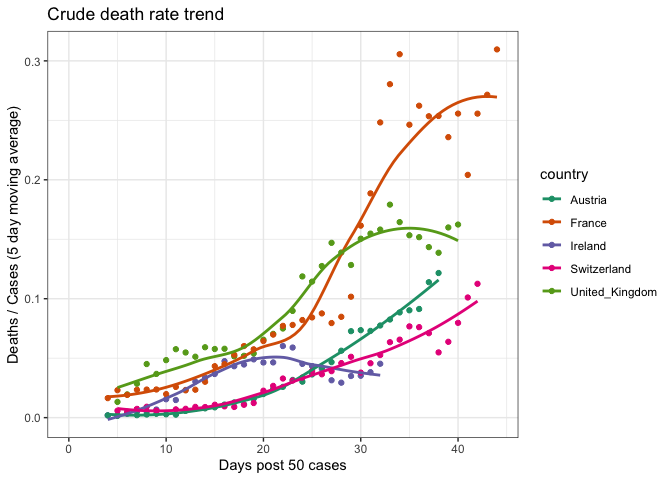 Crude death rate trend
Deaths / Cases (5 day moving average)
0.3
0.2
0.1
0.0
0 10 20 30 40
Days post 50 cases
country
Austria
France
Ireland
Switzerland
United_Kingdom